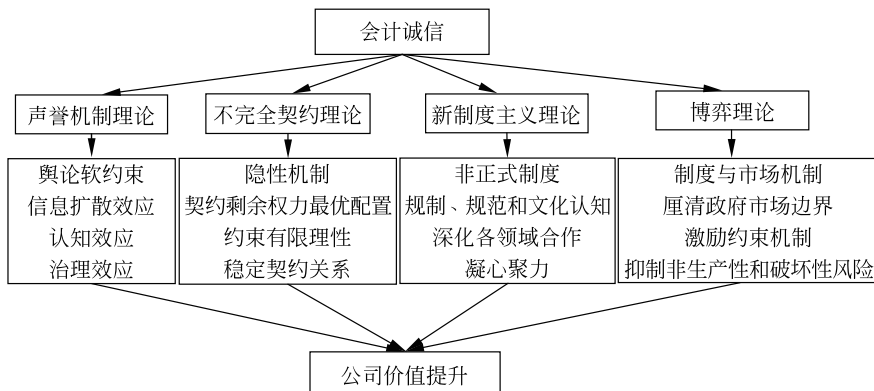 会计诚信
声誉机制理论
不完全契约理论
新制度主义理论
博弈理论
舆论软约束
信息扩散效应
认知效应
治理效应
隐性机制
契约剩余权力最优配置
约束有限理性
稳定契约关系
非正式制度
规制、规范和文化认知
深化各领域合作
凝心聚力
制度与市场机制
厘清政府市场边界
激励约束机制
抑制非生产性和破坏性风险
公司价值提升